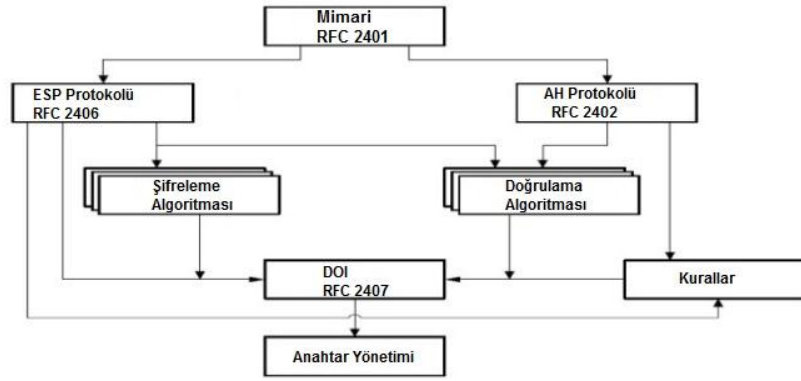 Mimari
RFC 2401
ESP Protokolü
RFC 2406
AH Protokolü
RFC 2402
Şifreleme
Algoritması
Doğrulama
Algoritması
DOI
RFC 2407
Kurallar
Anahtar Yönetimi